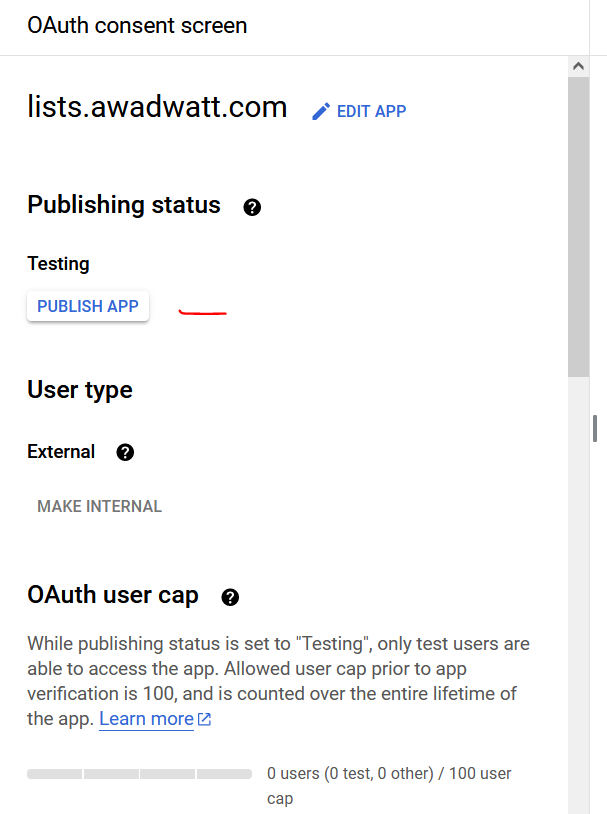 OAuth consent screen
lists.awadwatt.com
EDIT APP
Publishing status
Testing
PUBLISH APP
User type
External
MAKE INTERNAL
OAuth user cap
While publishing status is set to "Testing", only test users are
able to access the app. Allowed user cap prior to app
verification is 100, and is counted over the entire lifetime of
the app. Learn more
0 users (0 test, 0 other) / 100 user
cap